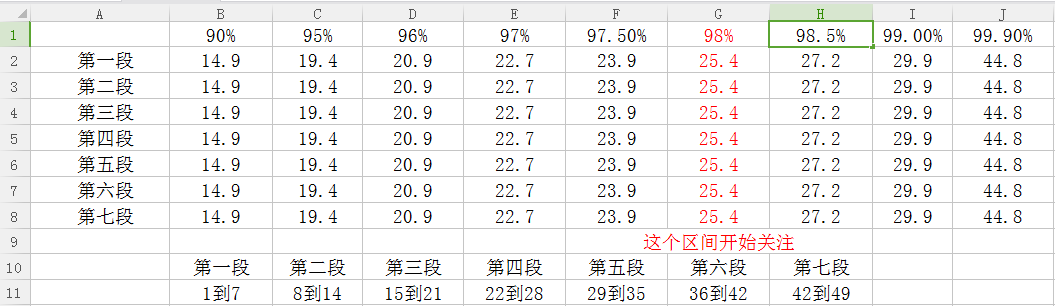 A B C D E F G H I J
1 90% 95% 96% 97% 97.50% 98% 98.5% 99.00% 99.90%
2 第一段 14.9 19.4 20.9 22.7 23.9 25.4 27.2 29.9 44.8
3 第二段 14.9 19.4 20.9 22.7 23.9 25.4 27.2 29.9 44.8
4 第三段 14.9 19.4 20.9 22.7 23.9 25.4 27.2 29.9 44.8
5 第四段 14.9 19.4 20.9 22.7 23.9 25.4 27.2 29.9 44.8
6 第五段 14.9 19.4 20.9 22.7 23.9 25.4 27.2 29.9 44.8
7 第六段 14.9 19.4 20.9 22.7 23.9 25.4 27.2 29.9 44.8
8 第七段 14.9 19.4 20.9 22.7 23.9 25.4 27.2 29.9 44.8
9 这个区间开始关注
10 第一段 第二段 第三段 第四段 第五段 第六段 第七段
11 1到7 8到14 15到21 22到28 29到35 36到42 42到49